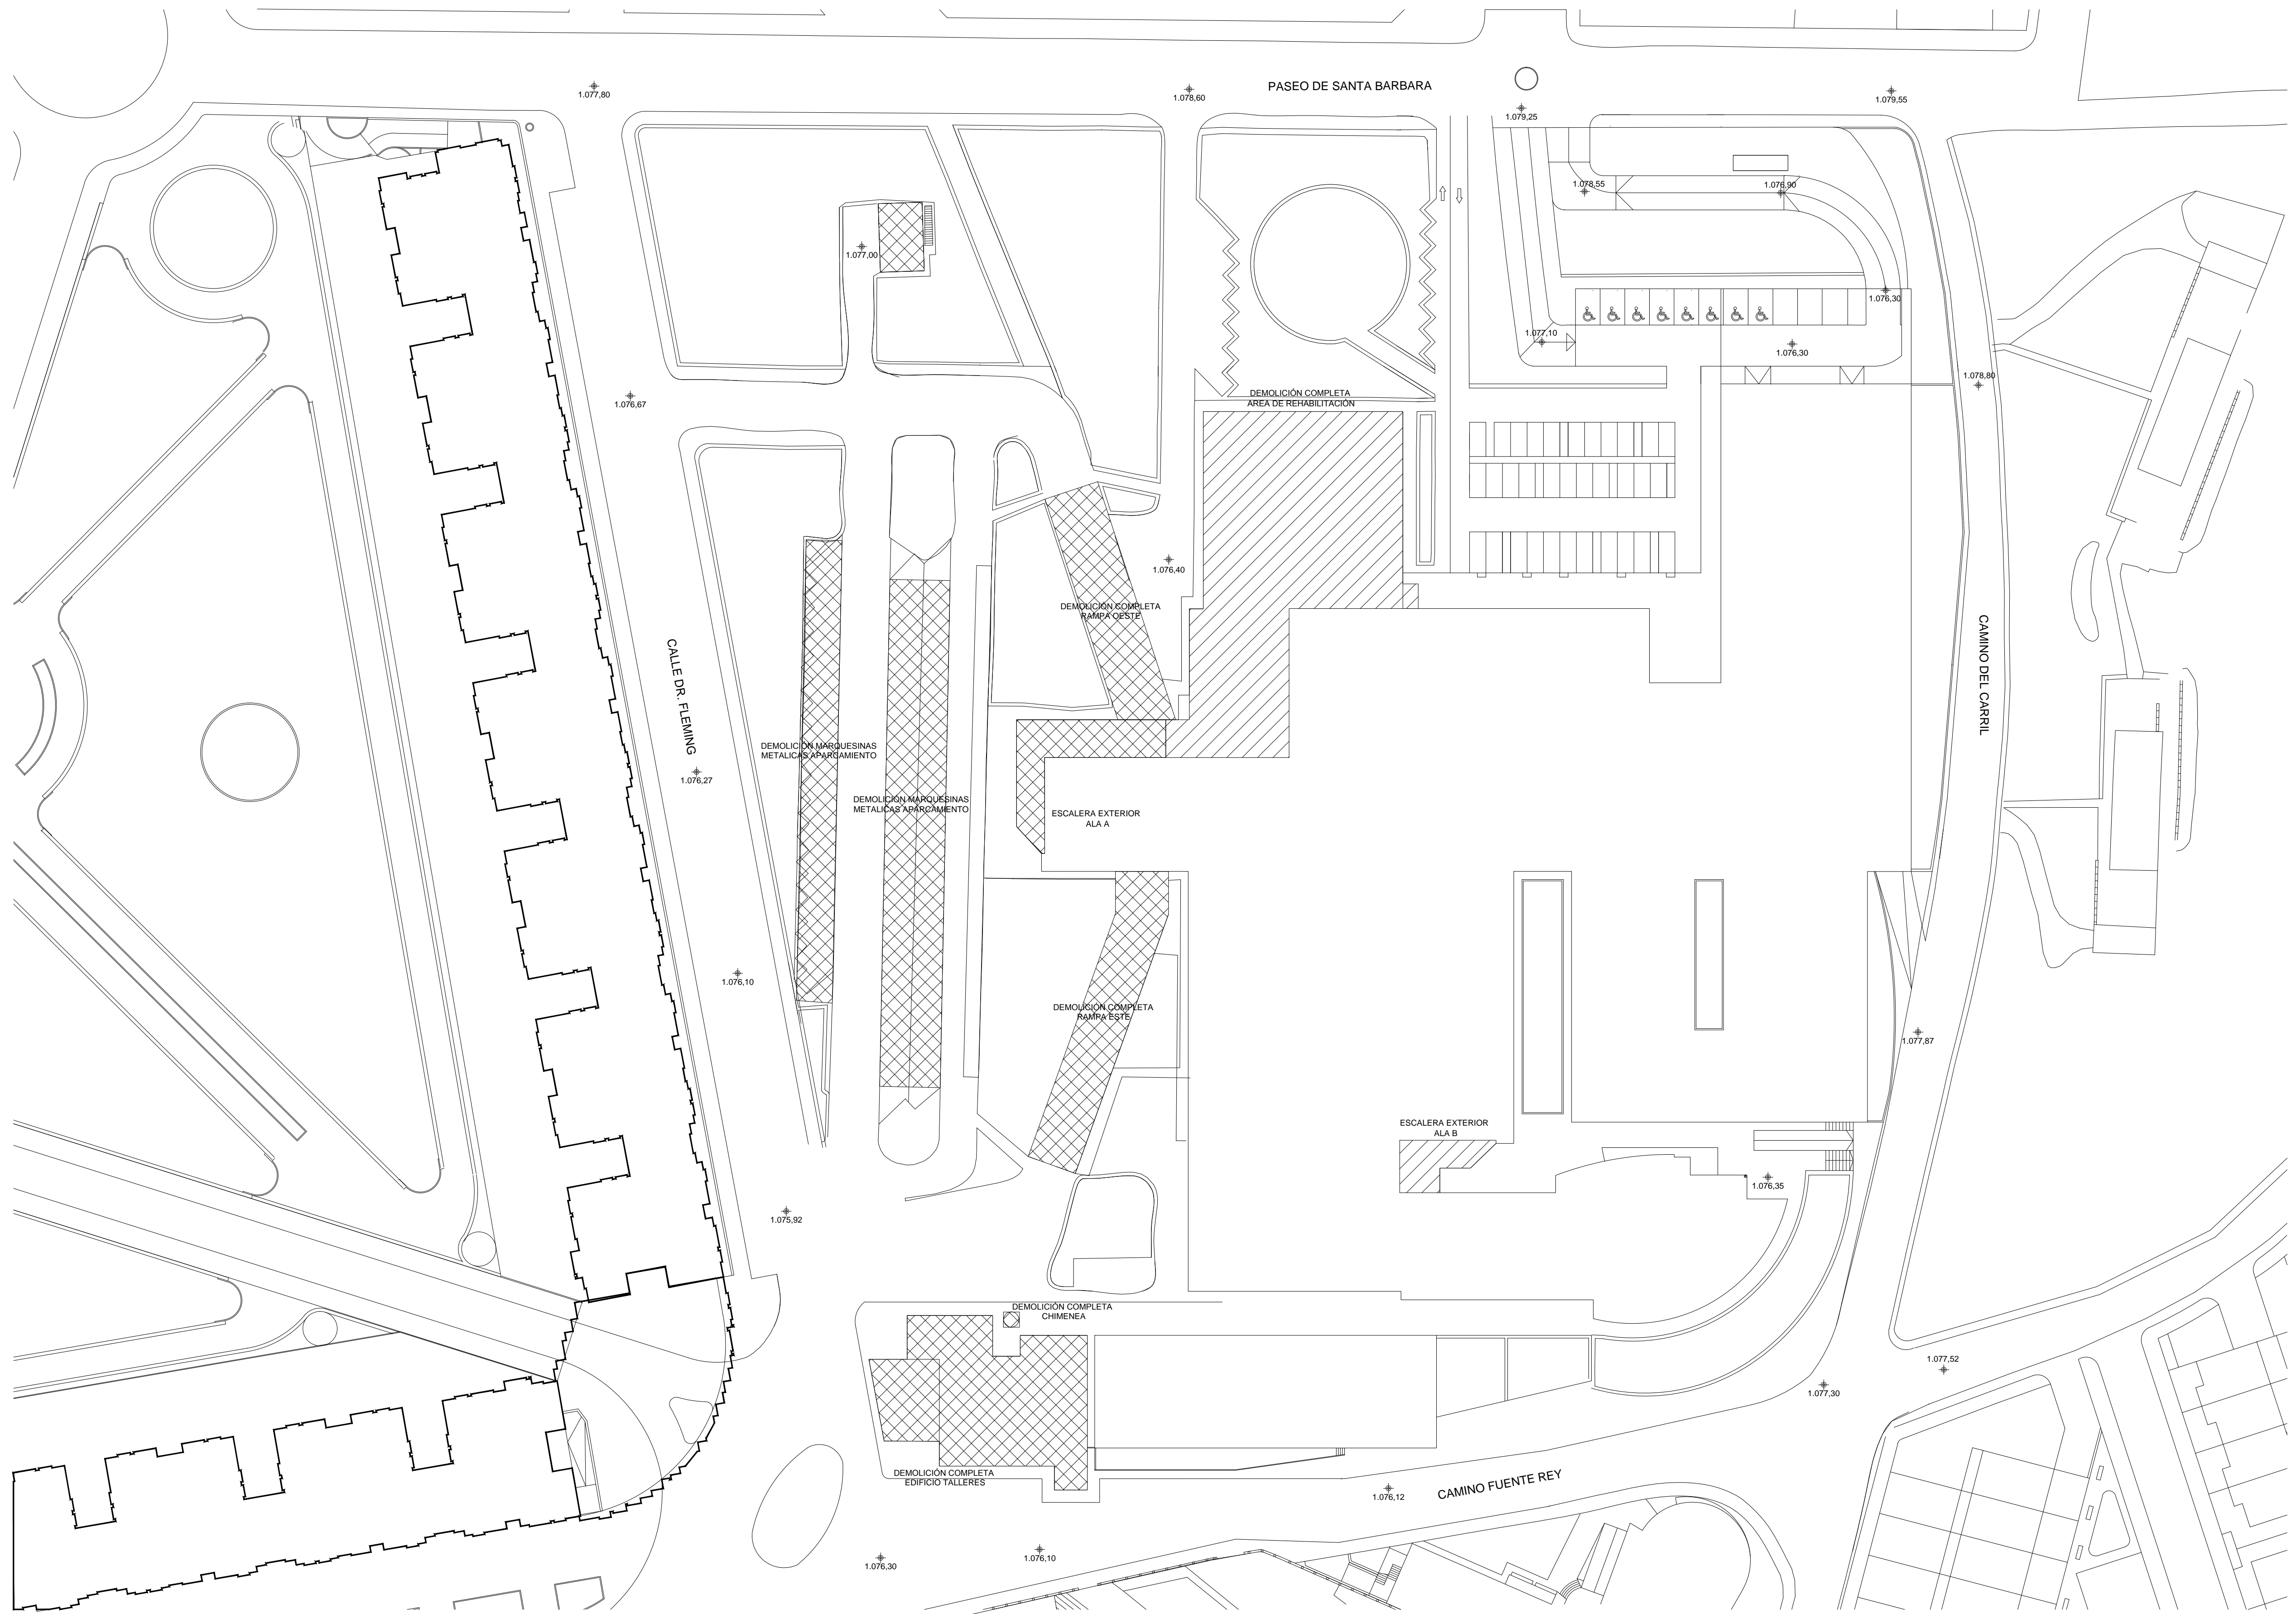 PASEO DE SANTA BARBARA
1.077,80
1.078,60
1.079,25
1.079,55
1.078,55
1.076,90
1.077,00
1.076,30
1.077,10
1.076,30
1.078,80
1.076,67
DEMOLICIÓN COMPLETA
AREA DE REHABILITACIÓN
1.076,40
DEMOLICIÓN COMPLETA
RAMPA OESTE
CALLE DR. FLEMING
CAMINO DEL CARRIL
DEMOLICIÓN MARQUESINAS
METALICAS APARCAMIENTO
1.076,27
DEMOLICIÓN MARQUESINAS
METALICAS APARCAMIENTO
ESCALERA EXTERIOR
ALA A
1.076,10
DEMOLICIÓN COMPLETA
RAMPA ESTE
1.077,87
ESCALERA EXTERIOR
ALA B
1.076,35
1.075,92
DEMOLICIÓN COMPLETA
CHIMENEA
1.077,52
1.077,30
DEMOLICIÓN COMPLETA
EDIFICIO TALLERES
CAMINO FUENTE REY
1.076,12
1.076,10
1.076,30